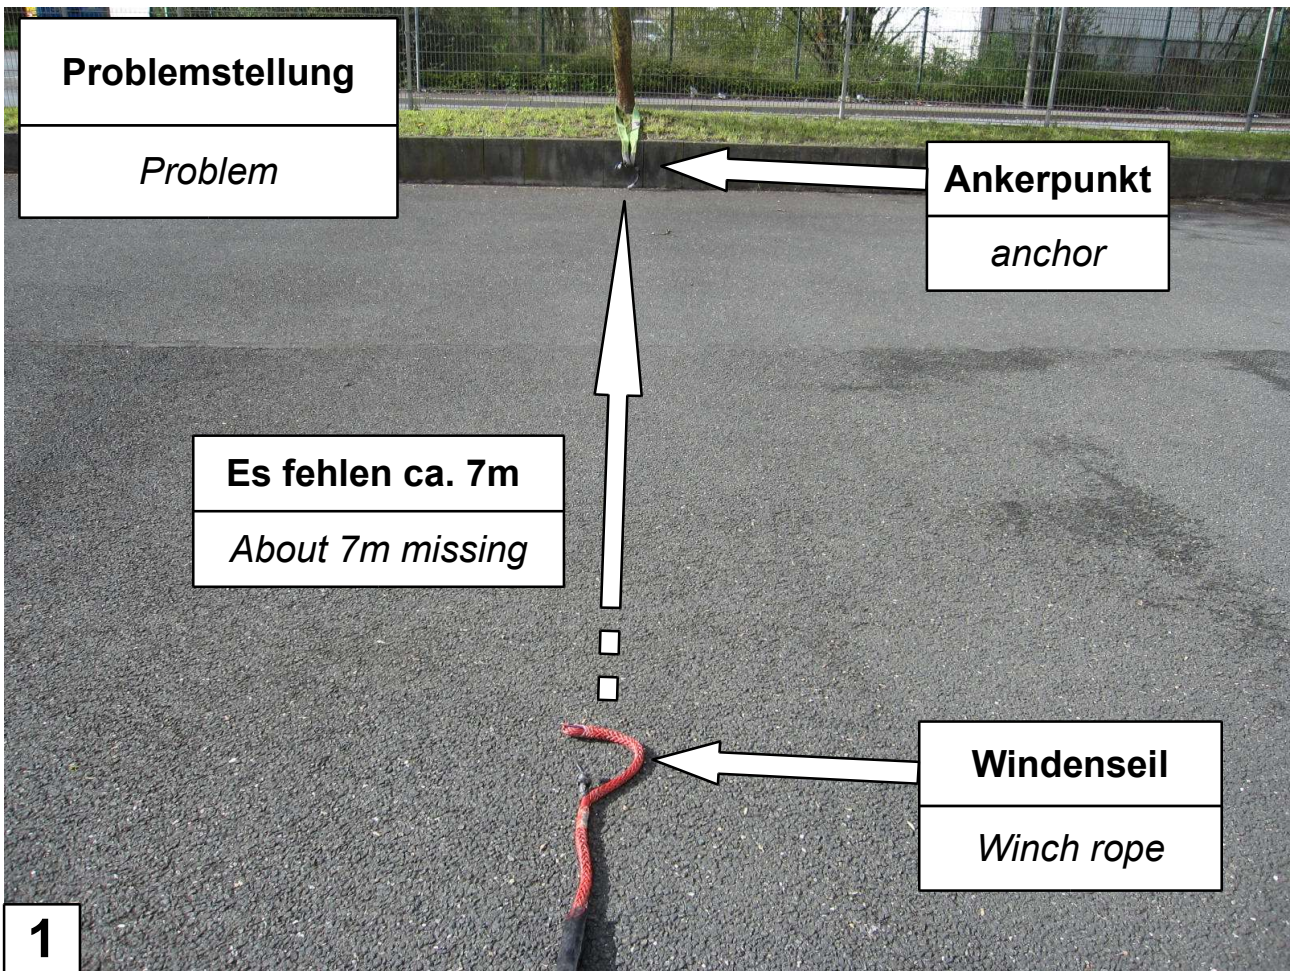 Problemstellung
Problem
Ankerpunkt
anchor
Es fehlen ca. 7m
About 7m missing
Windenseil
Winch rope
1